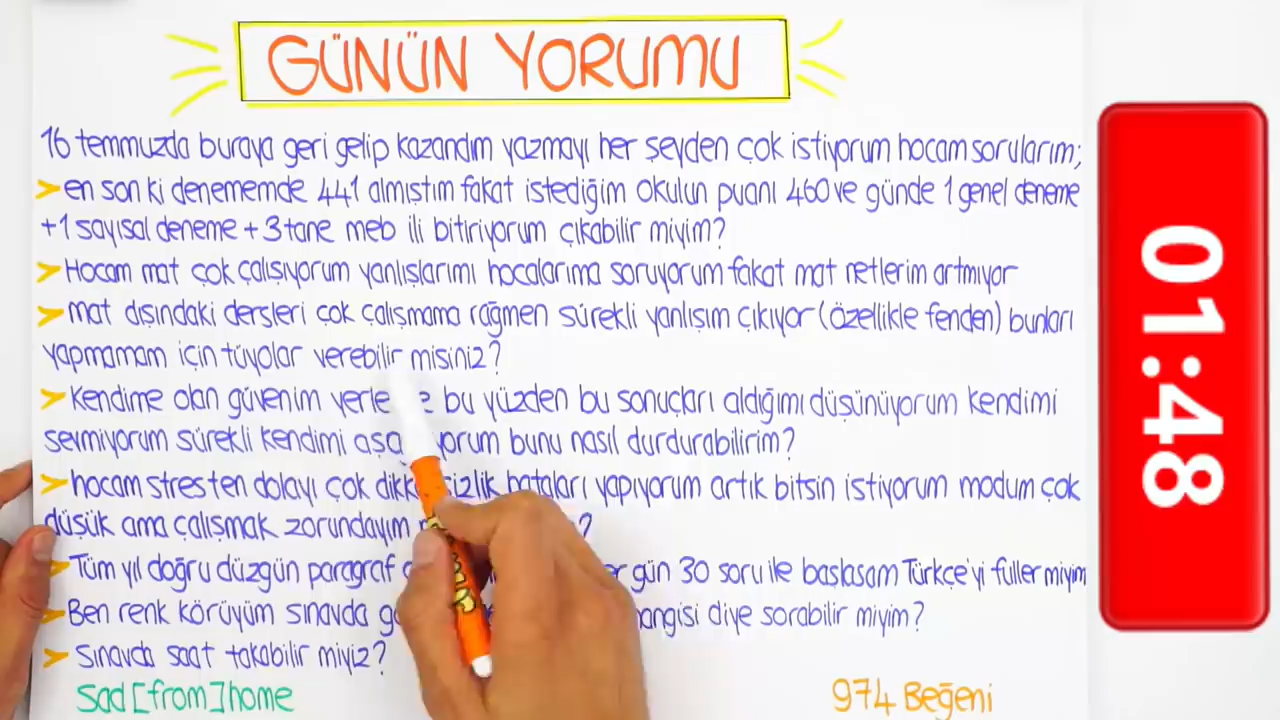 GÜNÜN YORUMU
16 temmuzda buraya geri gelip kazandım yazmayı her şeyden çok istiyorum hocam sorularım;
en son ki denememde 441 almıştım fakat istediğim okulun puanı 460 ve günde 1 genel deneme
+1 sayısal deneme + 3 tane meb ili bitiriyorum çıkabilir miyim?
Hocam mat çok çalışıyorum yanlışlarımı hocalarıma soruyorum fakat mat netlerim artmıyor
mat dışındaki dersleri çok çalışmama rağmen sürekli yanlışım çıkıyor (özellikle fenden) bunları
yapmamam için tüyolar verebilir misiniz?
Kendime olan güvenim bu yüzden bu sonuçları aldığımı düşünüyorum kendimi
sevmiyorum sürekli kendimi bunu nasıl durdurabilirim?
hocam stresten dolayı çok hataları yapıyorum artık bitsin istiyorum modum çok
düşük ama çalışmak zorundayım
Tüm yıl doğru düzgün paragraf gün 30 soru ile başlasam Türkçe'yi fuller miyim
Ben renk körüyüm sınavda hangisi diye sorabilir miyim?
Sınavda saat takabilir miyiz?
Sad[from]home
974 Beğeni
01:48